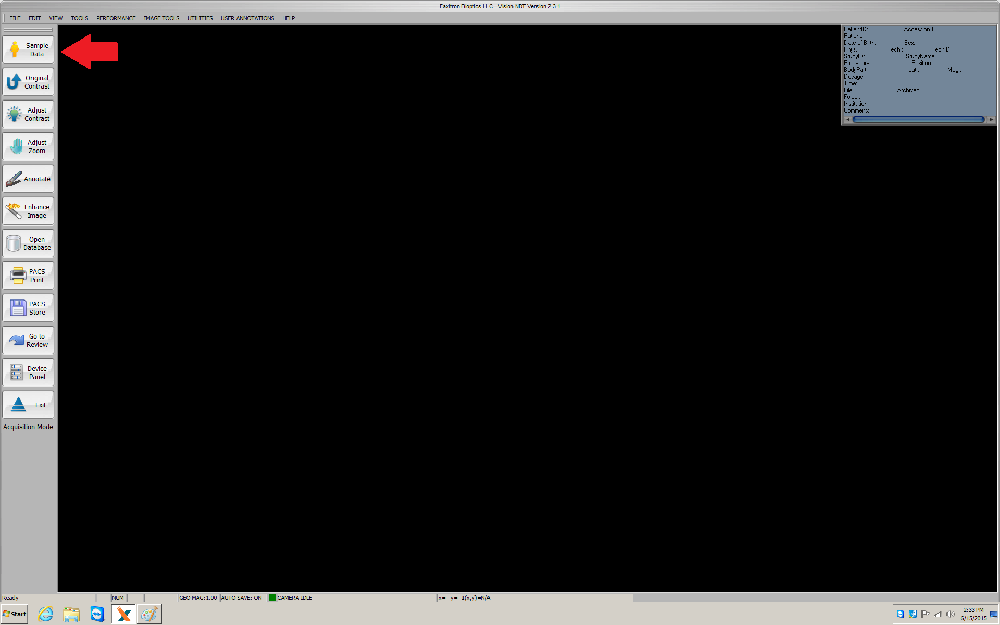 Faxitron Bioptics LLC - Vision NDT Version 2.3.1
FILE EDIT VIEW TOOLS PERFORMANCE IMAGE TOOLS UTILITIES USER ANNOTATIONS HELP
Sample
Data
Original
Contrast
Adjust
Contrast
Adjust
Zoom
Annotate
Enhance
Image
Open
Database
PACS
Print
PACS
Store
Go to
Review
Device
Panel
Exit
Acquisition Mode
PatientID: Accession#:
Patient:
Date of Birth: Sex:
Phys.: Tech.: TechID:
StudyID: StudyName:
Procedure: Position:
BodyPart: Lat.: Mag.:
Dosage:
Time:
File: Archived:
Folder:
Institution:
Comments:
Ready NUM GEO MAG:1.00 AUTO SAVE: ON CAMERA IDLE x= y= I(x,y)=N/A
Start
2:33 PM
6/15/2015